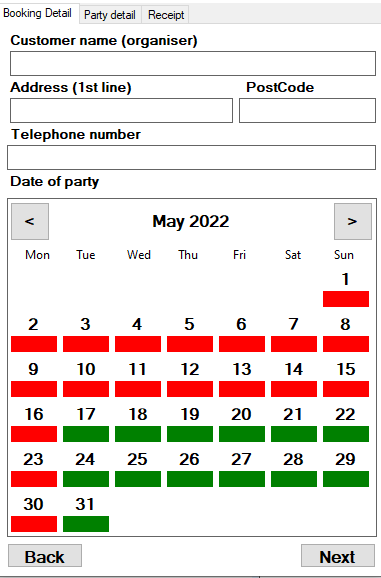 Booking Detail Party detail Receipt
Customer name (organiser)
Address (1st line) PostCode
Telephone number
Date of party
< May 2022 >
Mon Tue Wed Thu Fri Sat Sun
1
2 3 4 5 6 7 8
9 10 11 12 13 14 15
16 17 18 19 20 21 22
23 24 25 26 27 28 29
30 31
Back Next